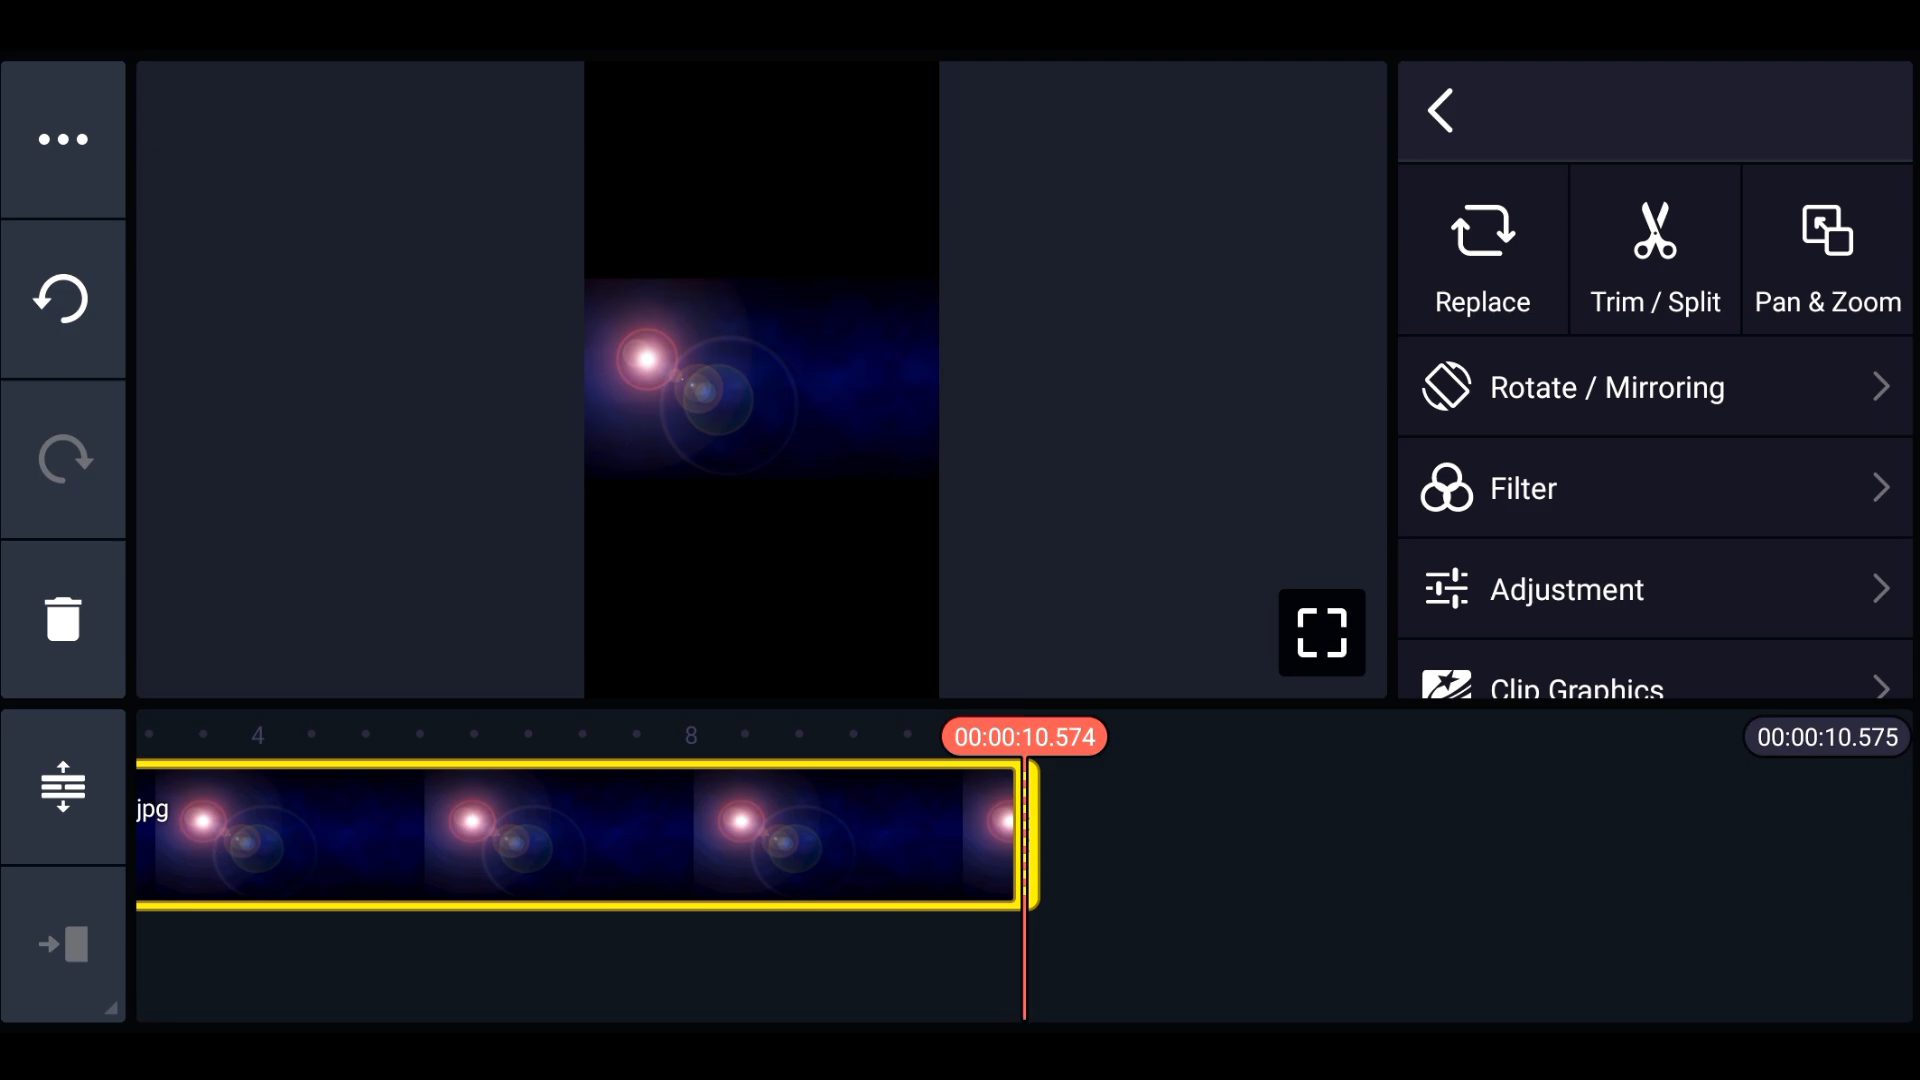 Replace
Trim / Split
Pan & Zoom
Rotate / Mirroring
Filter
Adjustment
Clip Graphics
4
8
00:00:10.574
00:00:10.575
jpg